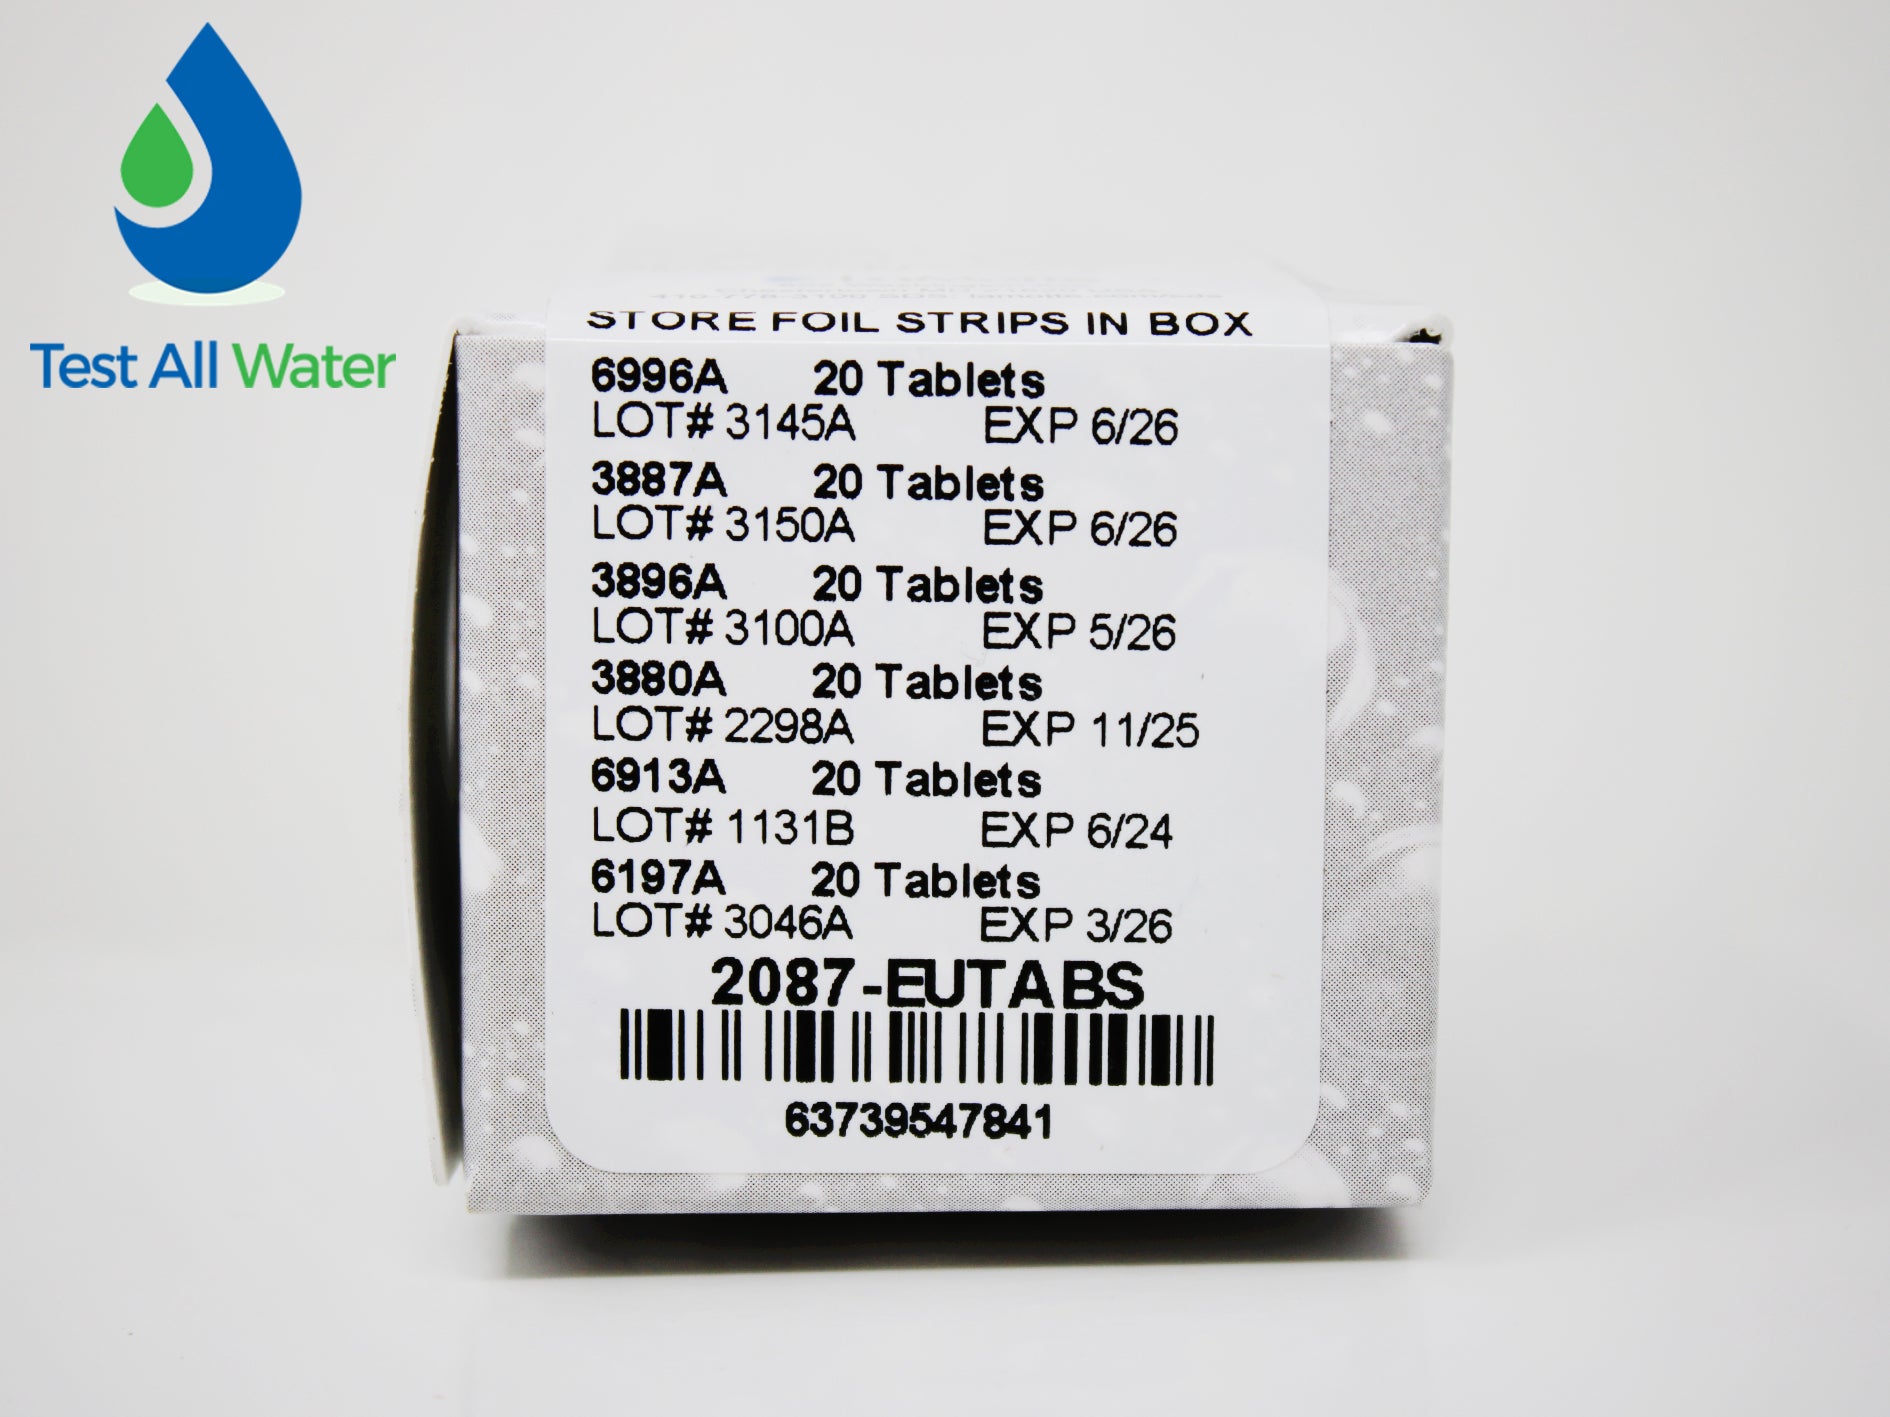 Test All Water
STORE FOIL STRIPS IN BOX
6996A 20 Tablets
LOT# 3145A EXP 6/26
3887A 20 Tablets
LOT# 3150A EXP 6/26
3896A 20 Tablets
LOT# 3100A EXP 5/26
3880A 20 Tablets
LOT# 2298A EXP 11/25
6913A 20 Tablets
LOT# 1131B EXP 6/24
6197A 20 Tablets
LOT# 3046A EXP 3/26
2087-EUTABS
63739547841